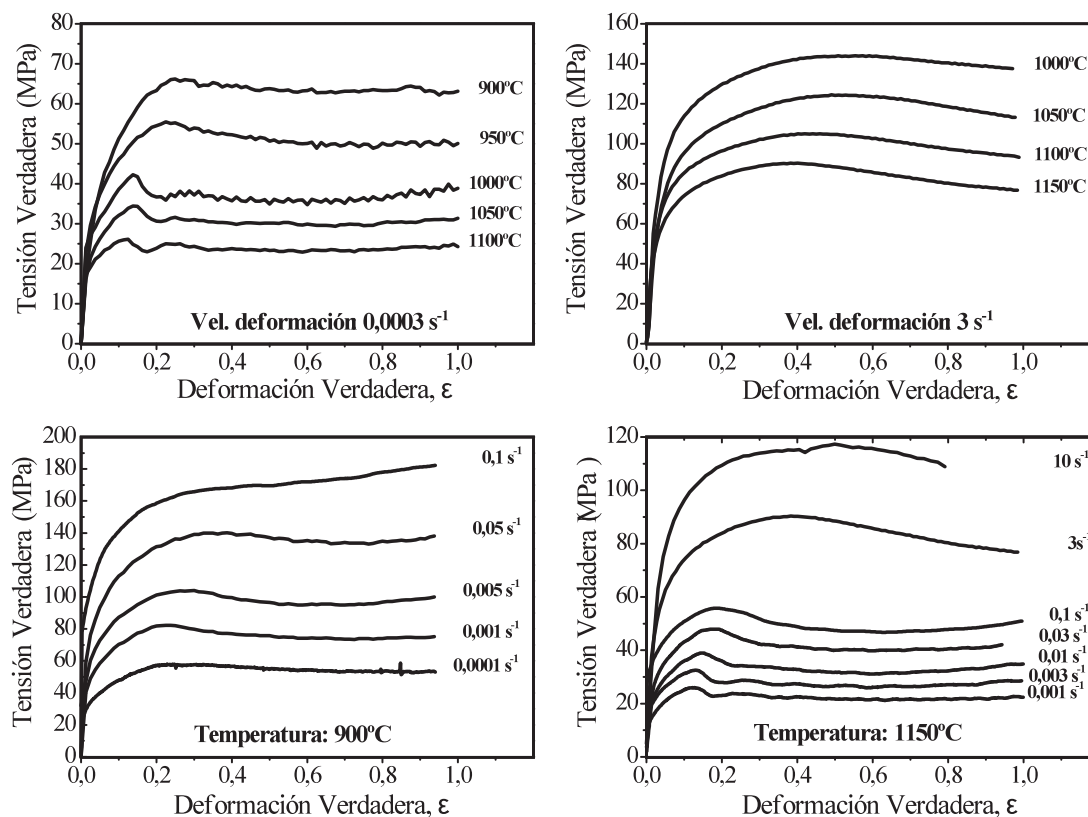 Tensión Verdadera (MPa)
80
70
60
50
40
30
20
10
0
900ºC
950ºC
1000ºC
1050ºC
1100ºC
Vel. deformación 0,0003 s-1
0,0 0,2 0,4 0,6 0,8 1,0
Deformación Verdadera, ε
Tensión Verdadera (MPa)
160
140
120
100
80
60
40
20
0
1000ºC
1050ºC
1100ºC
1150ºC
Vel. deformación 3 s-1
0,0 0,2 0,4 0,6 0,8 1,0
Deformación Verdadera, ε
Tensión Verdadera (MPa)
200
180
160
140
120
100
80
60
40
20
0
0,1 s-1
0,05 s-1
0,005 s-1
0,001 s-1
0,0001 s-1
Temperatura: 900ºC
0,0 0,2 0,4 0,6 0,8 1,0
Deformación Verdadera, ε
Tensión Verdadera (MPa )
120
100
80
60
40
20
0
10 s-1
3s-1
0,1 s-1
0,03 s-1
0,01 s-1
0,003 s-1
0,001 s-1
Temperatura: 1150ºC
0,0 0,2 0,4 0,6 0,8 1,0
Deformación Verdadera, ε